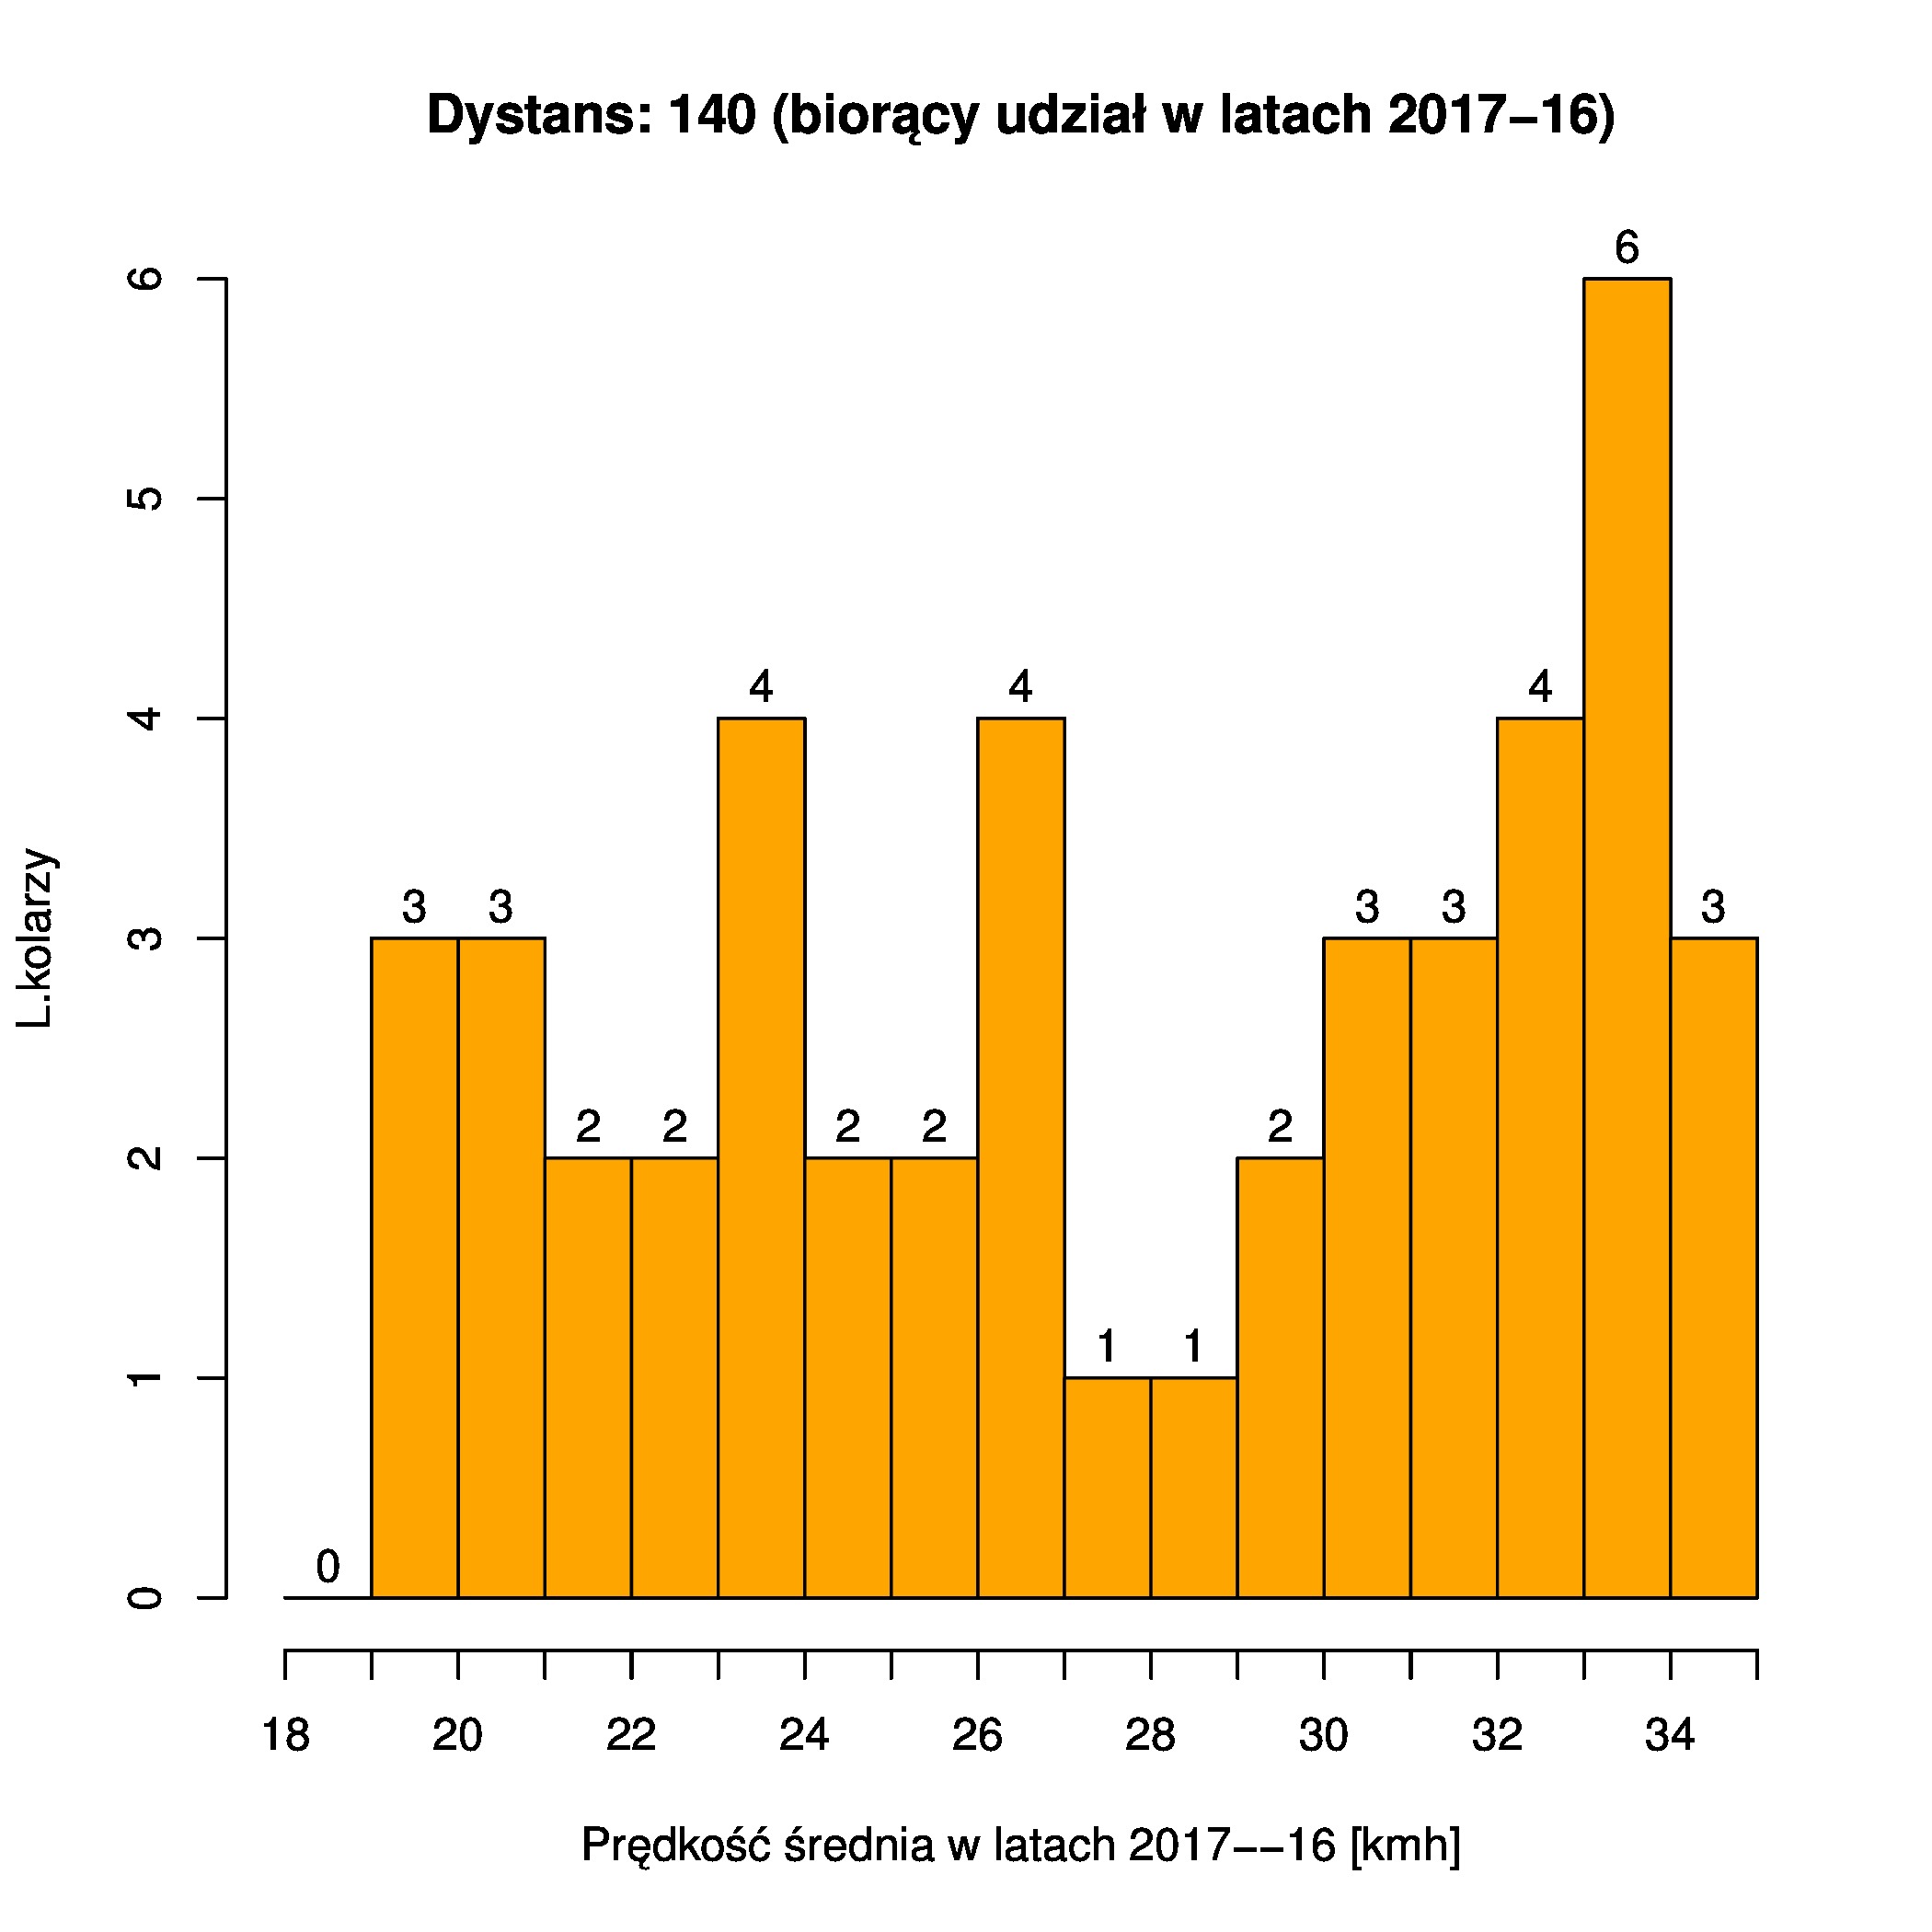 Dystans: 140 (biorący udział w latach 2017−16)
6
4 4 4
3 3 3 3 3
2 2 2 2 2
1 1
0
6
5
4
3
2
1
0
L.kolarzy
18 20 22 24 26 28 30 32 34
Prędkość średnia w latach 2017−−16 [kmh]